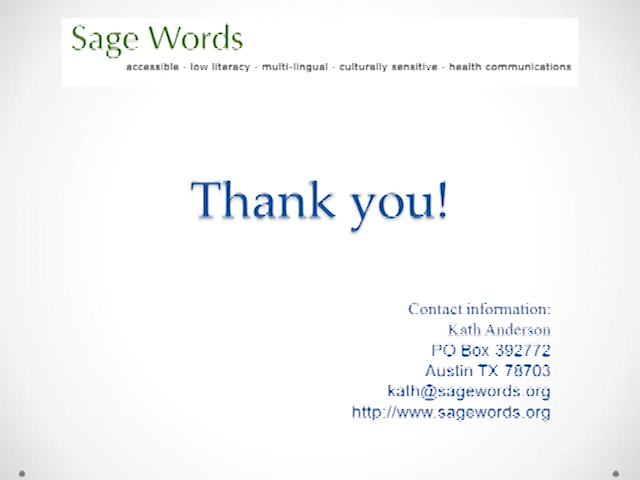 Sage Words
accessible - low literacy - multi-lingual - culturally sensitive - health communications
Thank you!
Contact information:
Kath Anderson
PO Box 392772
Austin TX 78703
kath@sagewords.org
http://www.sagewords.org